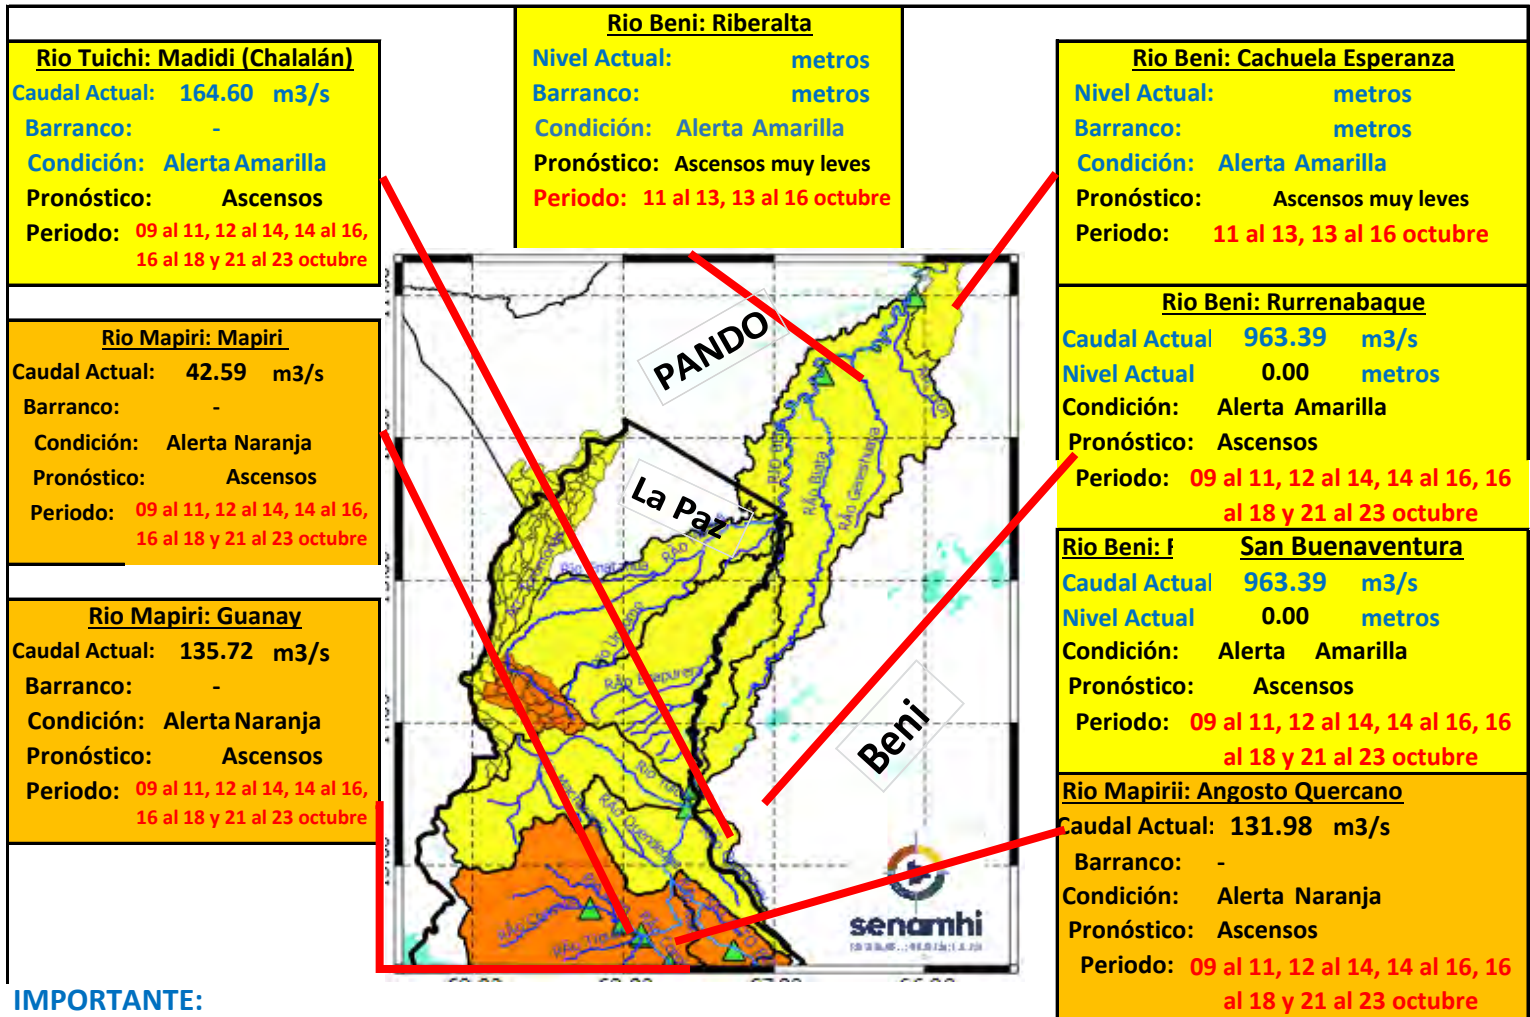 Rio Tuichi: Madidi (Chalalán)
Caudal Actual: 164.60 m3/s
Barranco: -
Condición: Alerta Amarilla
Pronóstico: Ascensos
Periodo: 09 al 11, 12 al 14, 14 al 16,
16 al 18 y 21 al 23 octubre
Rio Mapiri: Mapiri
Caudal Actual: 42.59 m3/s
Barranco: -
Condición: Alerta Naranja
Pronóstico: Ascensos
Periodo: 09 al 11, 12 al 14, 14 al 16,
16 al 18 y 21 al 23 octubre
Rio Mapiri: Guanay
Caudal Actual: 135.72 m3/s
Barranco: -
Condición: Alerta Naranja
Pronóstico: Ascensos
Periodo: 09 al 11, 12 al 14, 14 al 16,
16 al 18 y 21 al 23 octubre
IMPORTANTE:
Rio Beni: Riberalta
Nivel Actual: metros
Barranco: metros
Condición: Alerta Amarilla
Pronóstico: Ascensos muy leves
Periodo: 11 al 13, 13 al 16 octubre
PANDO
La Paz
Beni
RÃo Biata
RÃo Geneshuaya
senamhi
Rio Beni: Cachuela Esperanza
Nivel Actual: metros
Barranco: metros
Condición: Alerta Amarilla
Pronóstico: Ascensos muy leves
Periodo: 11 al 13, 13 al 16 octubre
Rio Beni: Rurrenabaque
Caudal Actual 963.39 m3/s
Nivel Actual 0.00 metros
Condición: Alerta Amarilla
Pronóstico: Ascensos
Periodo: 09 al 11, 12 al 14, 14 al 16, 16
al 18 y 21 al 23 octubre
Rio Beni: San Buenaventura
Caudal Actual 963.39 m3/s
Nivel Actual 0.00 metros
Condición: Alerta Amarilla
Pronóstico: Ascensos
Periodo: 09 al 11, 12 al 14, 14 al 16, 16
al 18 y 21 al 23 octubre
Rio Mapirii: Angosto Quercano
Caudal Actual: 131.98 m3/s
Barranco: -
Condición: Alerta Naranja
Pronóstico: Ascensos
Periodo: 09 al 11, 12 al 14, 14 al 16, 16
al 18 y 21 al 23 octubre